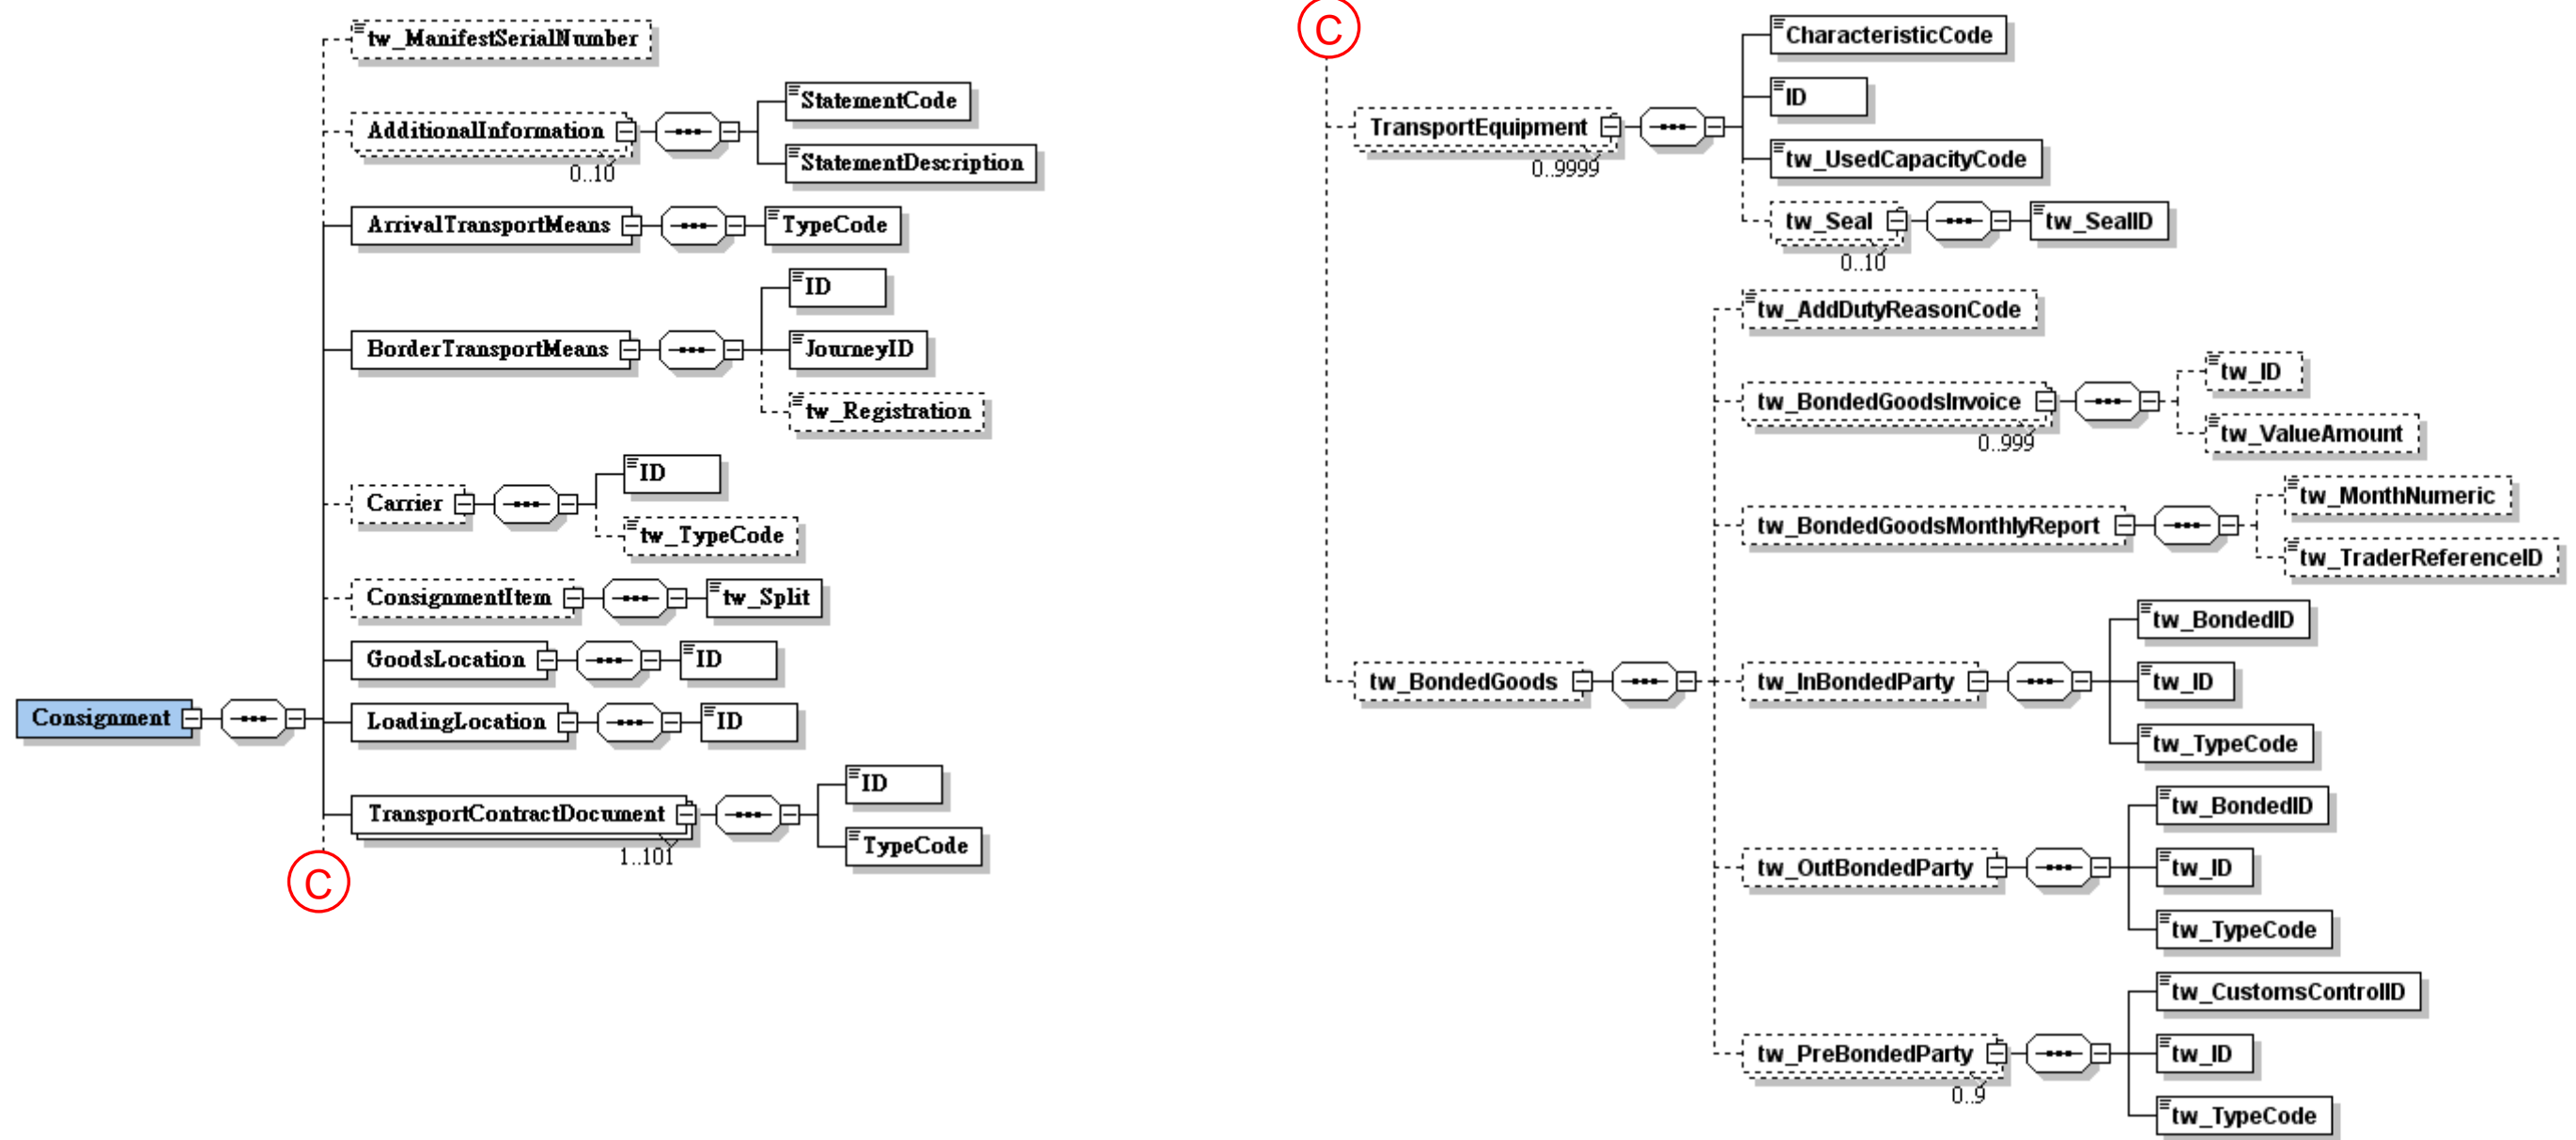 tw_ManifestSerialNumber
AdditionalInformation
0..10
StatementCode
StatementDescription
ArrivalTransportMeans
TypeCode
BorderTransportMeans
ID
JourneyID
tw_Registration
Carrier
ID
tw_TypeCode
ConsignmentItem
tw_Split
GoodsLocation
ID
Consignment
LoadingLocation
ID
TransportContractDocument
1..101
ID
TypeCode
C
C
TransportEquipment
0..9999
CharacteristicCode
ID
tw_UsedCapacityCode
tw_Seal
0..10
tw_SealID
tw_BondedGoods
tw_AddDutyReasonCode
tw_BondedGoodsInvoice
0..999
tw_ID
tw_ValueAmount
tw_BondedGoodsMonthlyReport
tw_MonthNumeric
tw_TraderReferenceID
tw_InBondedParty
tw_BondedID
tw_ID
tw_TypeCode
tw_OutBondedParty
tw_BondedID
tw_ID
tw_TypeCode
tw_PreBondedParty
0..9
tw_CustomsControlID
tw_ID
tw_TypeCode